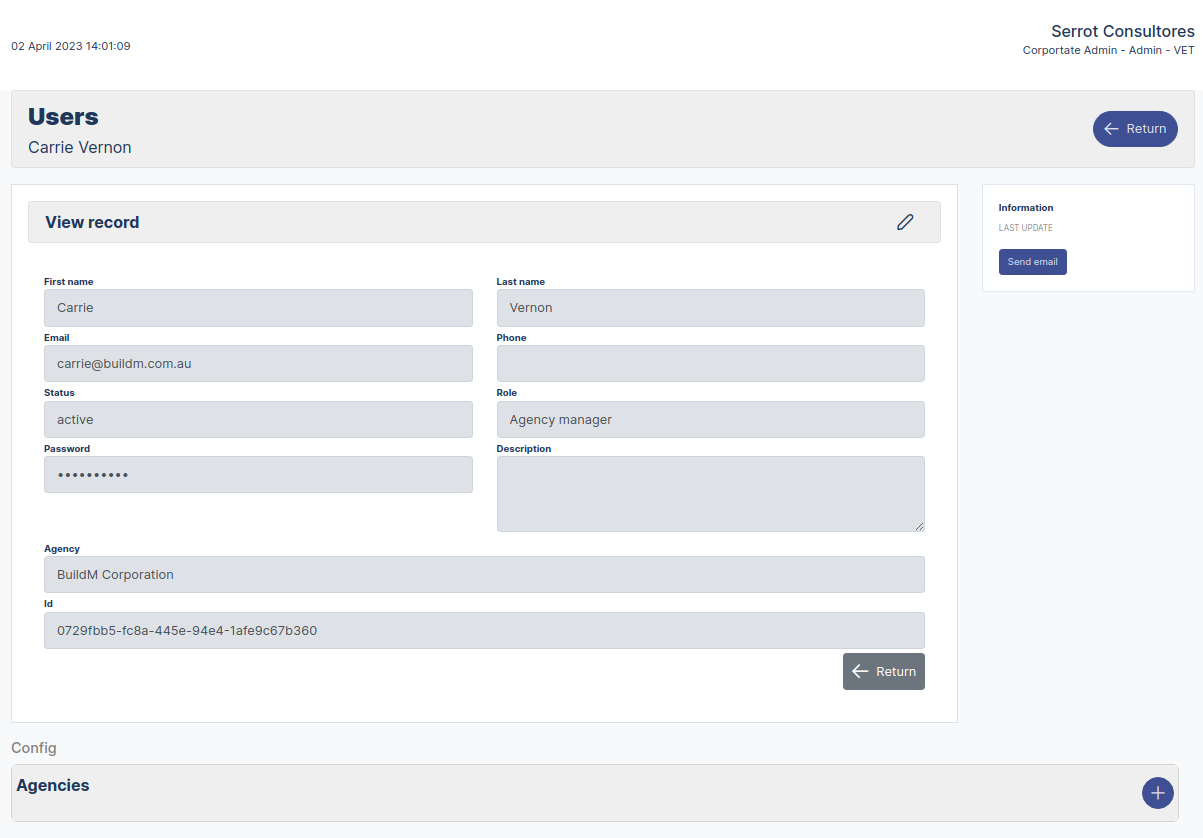 02 April 2023 14:01:09
Serrot Consultores
Corportate Admin - Admin - VET
Users
Carrie Vernon
Return
View record
Information
LAST UPDATE
Send email
First name
Last name
Carrie
Vernon
Email
Phone
carrie@buildm.com.au
Status
Role
active
Agency manager
Password
Description
••••••••••
Agency
BuildM Corporation
Id
0729fbb5-fc8a-445e-94e4-1afe9c67b360
Return
Config
Agencies